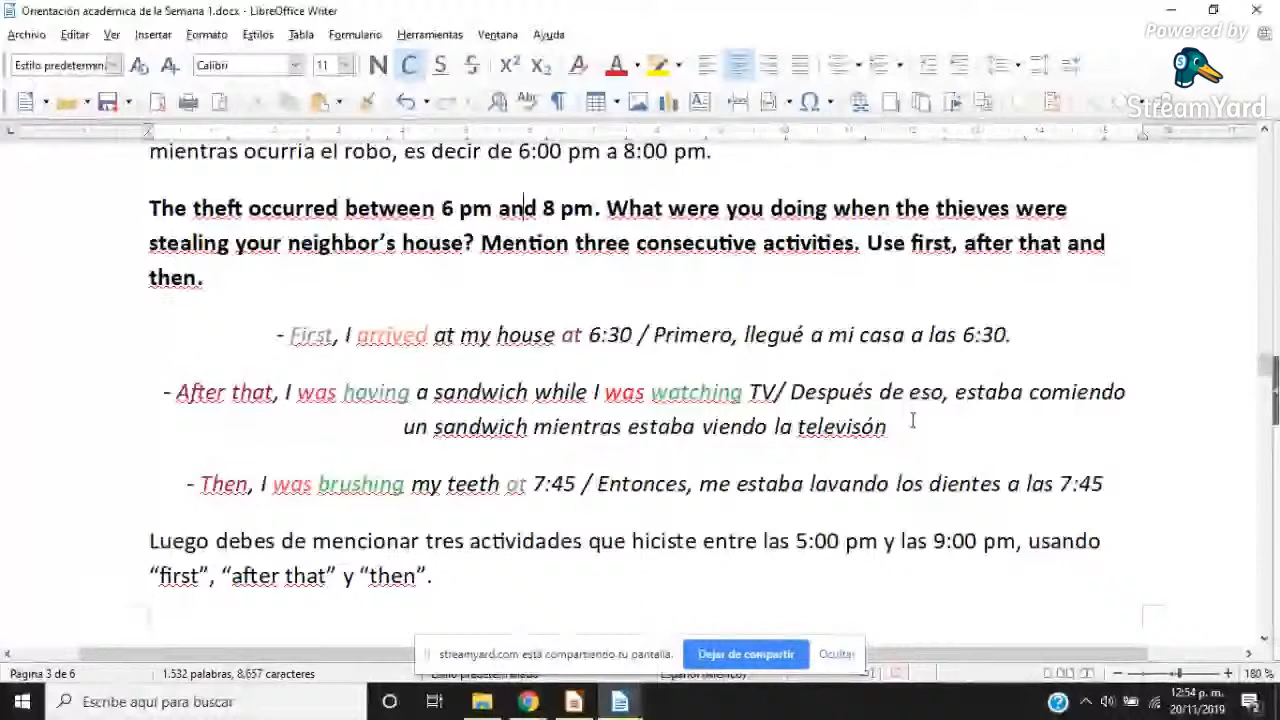 Orientación académica de la Semana 1.docx - LibreOffice Writer
Archivo Editar Ver Insertar Formato Estilos Tabla Formulario Herramientas Ventana Ayuda
Powered by
StreamYard
Calibri 11 N C S
mientras ocurría el robo, es decir de 6:00 pm a 8:00 pm.
The theft occurred between 6 pm and 8 pm. What were you doing when the thieves were
stealing your neighbor's house? Mention three consecutive activities. Use first, after that and
then.
- First, I arrived at my house at 6:30 / Primero, llegué a mi casa a las 6:30.
- After that, I was having a sandwich while I was watching TV/ Después de eso, estaba comiendo
un sandwich mientras estaba viendo la televisón
- Then, I was brushing my teeth at 7:45 / Entonces, me estaba lavando los dientes a las 7:45
Luego debes de mencionar tres actividades que hiciste entre las 5:00 pm y las 9:00 pm, usando
“first”, “after that” y “then”.
streamyard.com está compartiendo tu pantalla. Dejar de compartir Ocultar
Página 3 de 6 1.532 palabras, 8,657 caracteres Español (México) 180 %
Escribe aquí para buscar
12:54 p. m.
20/11/2019